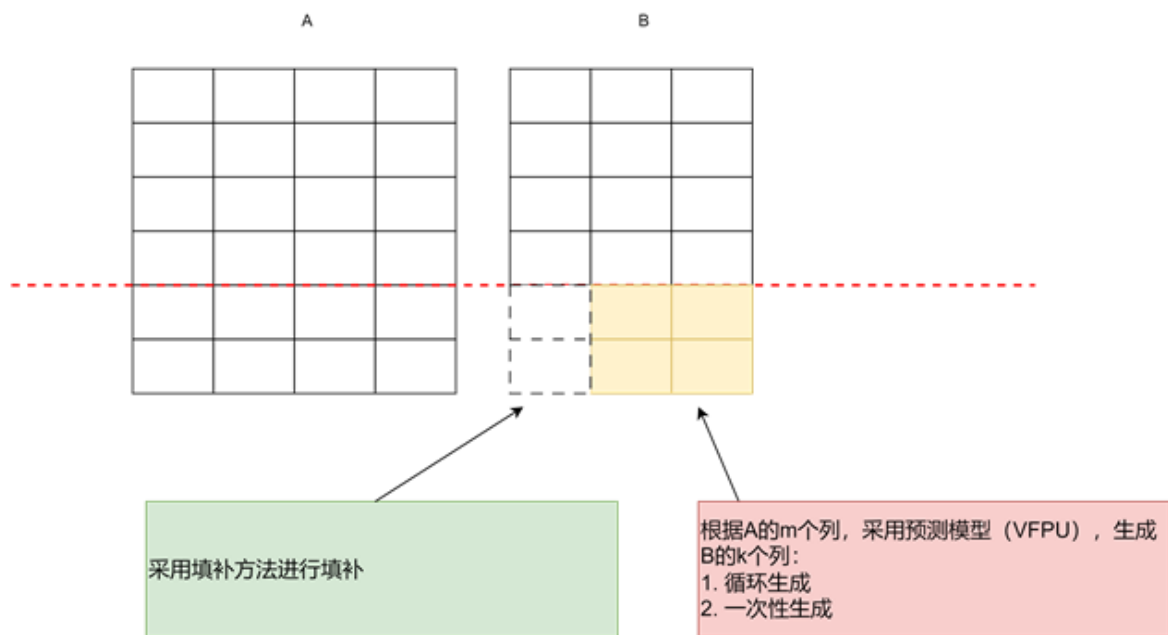 A
B
采用填补方法进行填补
根据A的m个列，采用预测模型（VFPU），生成
B的k个列：
1. 循环生成
2. 一次性生成